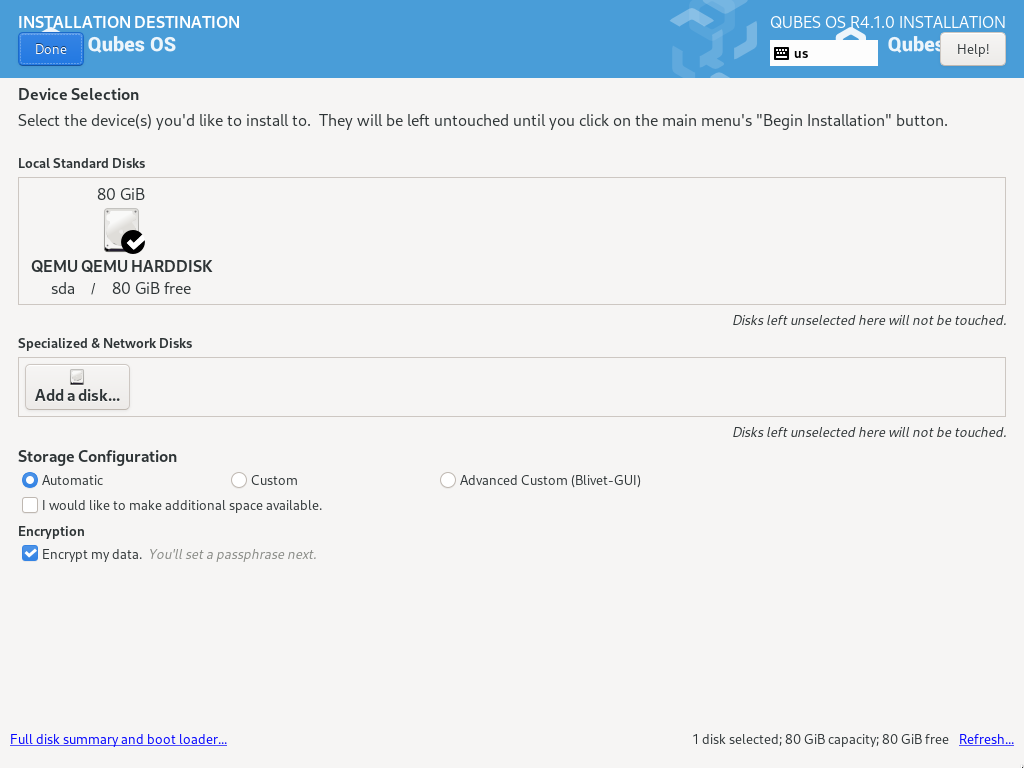 INSTALLATION DESTINATION
QUBES OS R4.1.0 INSTALLATION
Done
Qubes OS
us
Qubes
Help!
Device Selection
Select the device(s) you'd like to install to.  They will be left untouched until you click on the main menu's "Begin Installation" button.
Local Standard Disks
80 GiB
QEMU QEMU HARDDISK
sda / 80 GiB free
Disks left unselected here will not be touched.
Specialized & Network Disks
Add a disk...
Disks left unselected here will not be touched.
Storage Configuration
Automatic
Custom
Advanced Custom (Blivet-GUI)
I would like to make additional space available.
Encryption
Encrypt my data. You'll set a passphrase next.
Full disk summary and boot loader...
1 disk selected; 80 GiB capacity; 80 GiB free
Refresh...